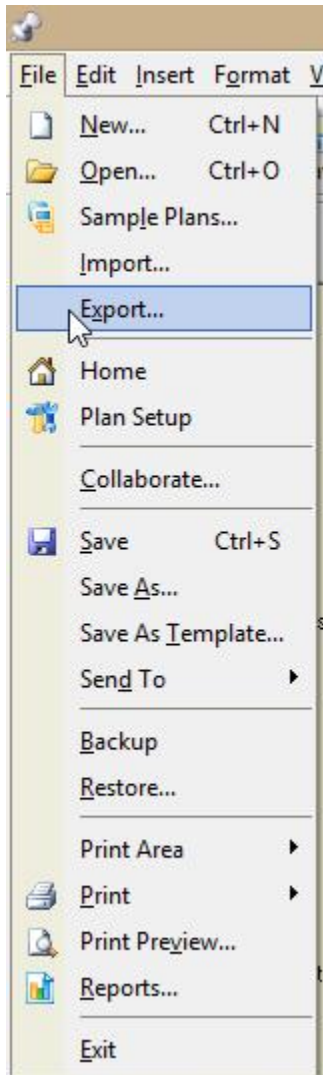 File Edit Insert Format V
New... Ctrl+N
Open... Ctrl+O
Sample Plans...
Import...
Export...
Home
Plan Setup
Collaborate...
Save Ctrl+S
Save As...
Save As Template...
Send To
Backup
Restore...
Print Area
Print
Print Preview...
Reports...
Exit